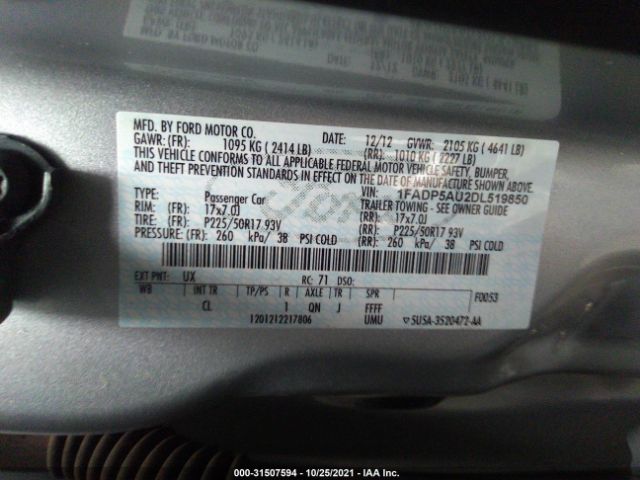 MFD. BY FORD MOTOR CO. DATE: 12/12 GVWR: 2105 KG ( 4641 LB)
GAWR: (FR): 1095 KG ( 2414 LB) (RR): 1010 KG ( 2227 LB)
THIS VEHICLE CONFORMS TO ALL APPLICABLE FEDERAL MOTOR VEHICLE SAFETY, BUMPER,
AND THEFT PREVENTION STANDARDS IN EFFECT ON THE DATE OF MANUFACTURE SHOWN ABOVE.
VIN: 1FADP5AU2DL519850
TYPE: Passenger Car TRAILER TOWING - SEE OWNER GUIDE
RIM: (FR): 17x7.0J (RR): 17x7.0J
TIRE: (FR): P225/50R17 93V (RR): P225/50R17 93V
PRESSURE: (FR): 260 kPa/ 38 PSI COLD (RR): 260 kPa/ 38 PSI COLD
EXT PNT: UX RC: 71 DSO:
WB INT TR TP/PS R AXLE TR SPR F0053
CL 1 QN J FFFF
1201212217806 UMU 5U5A-3520472-AA
000-31507594 - 10/25/2021 - IAA Inc.